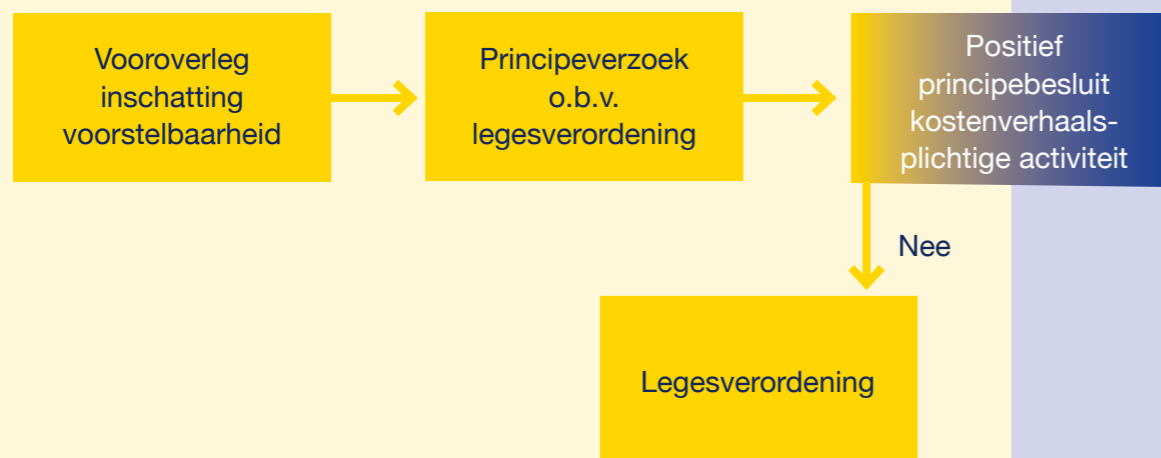 Vooroverleg
inschatting
voorstelbaarheid
Principeverzoek
o.b.v.
legesverordening
Positief
principebesluit
kostenverhaals-
plichtige activiteit
Nee
Legesverordening